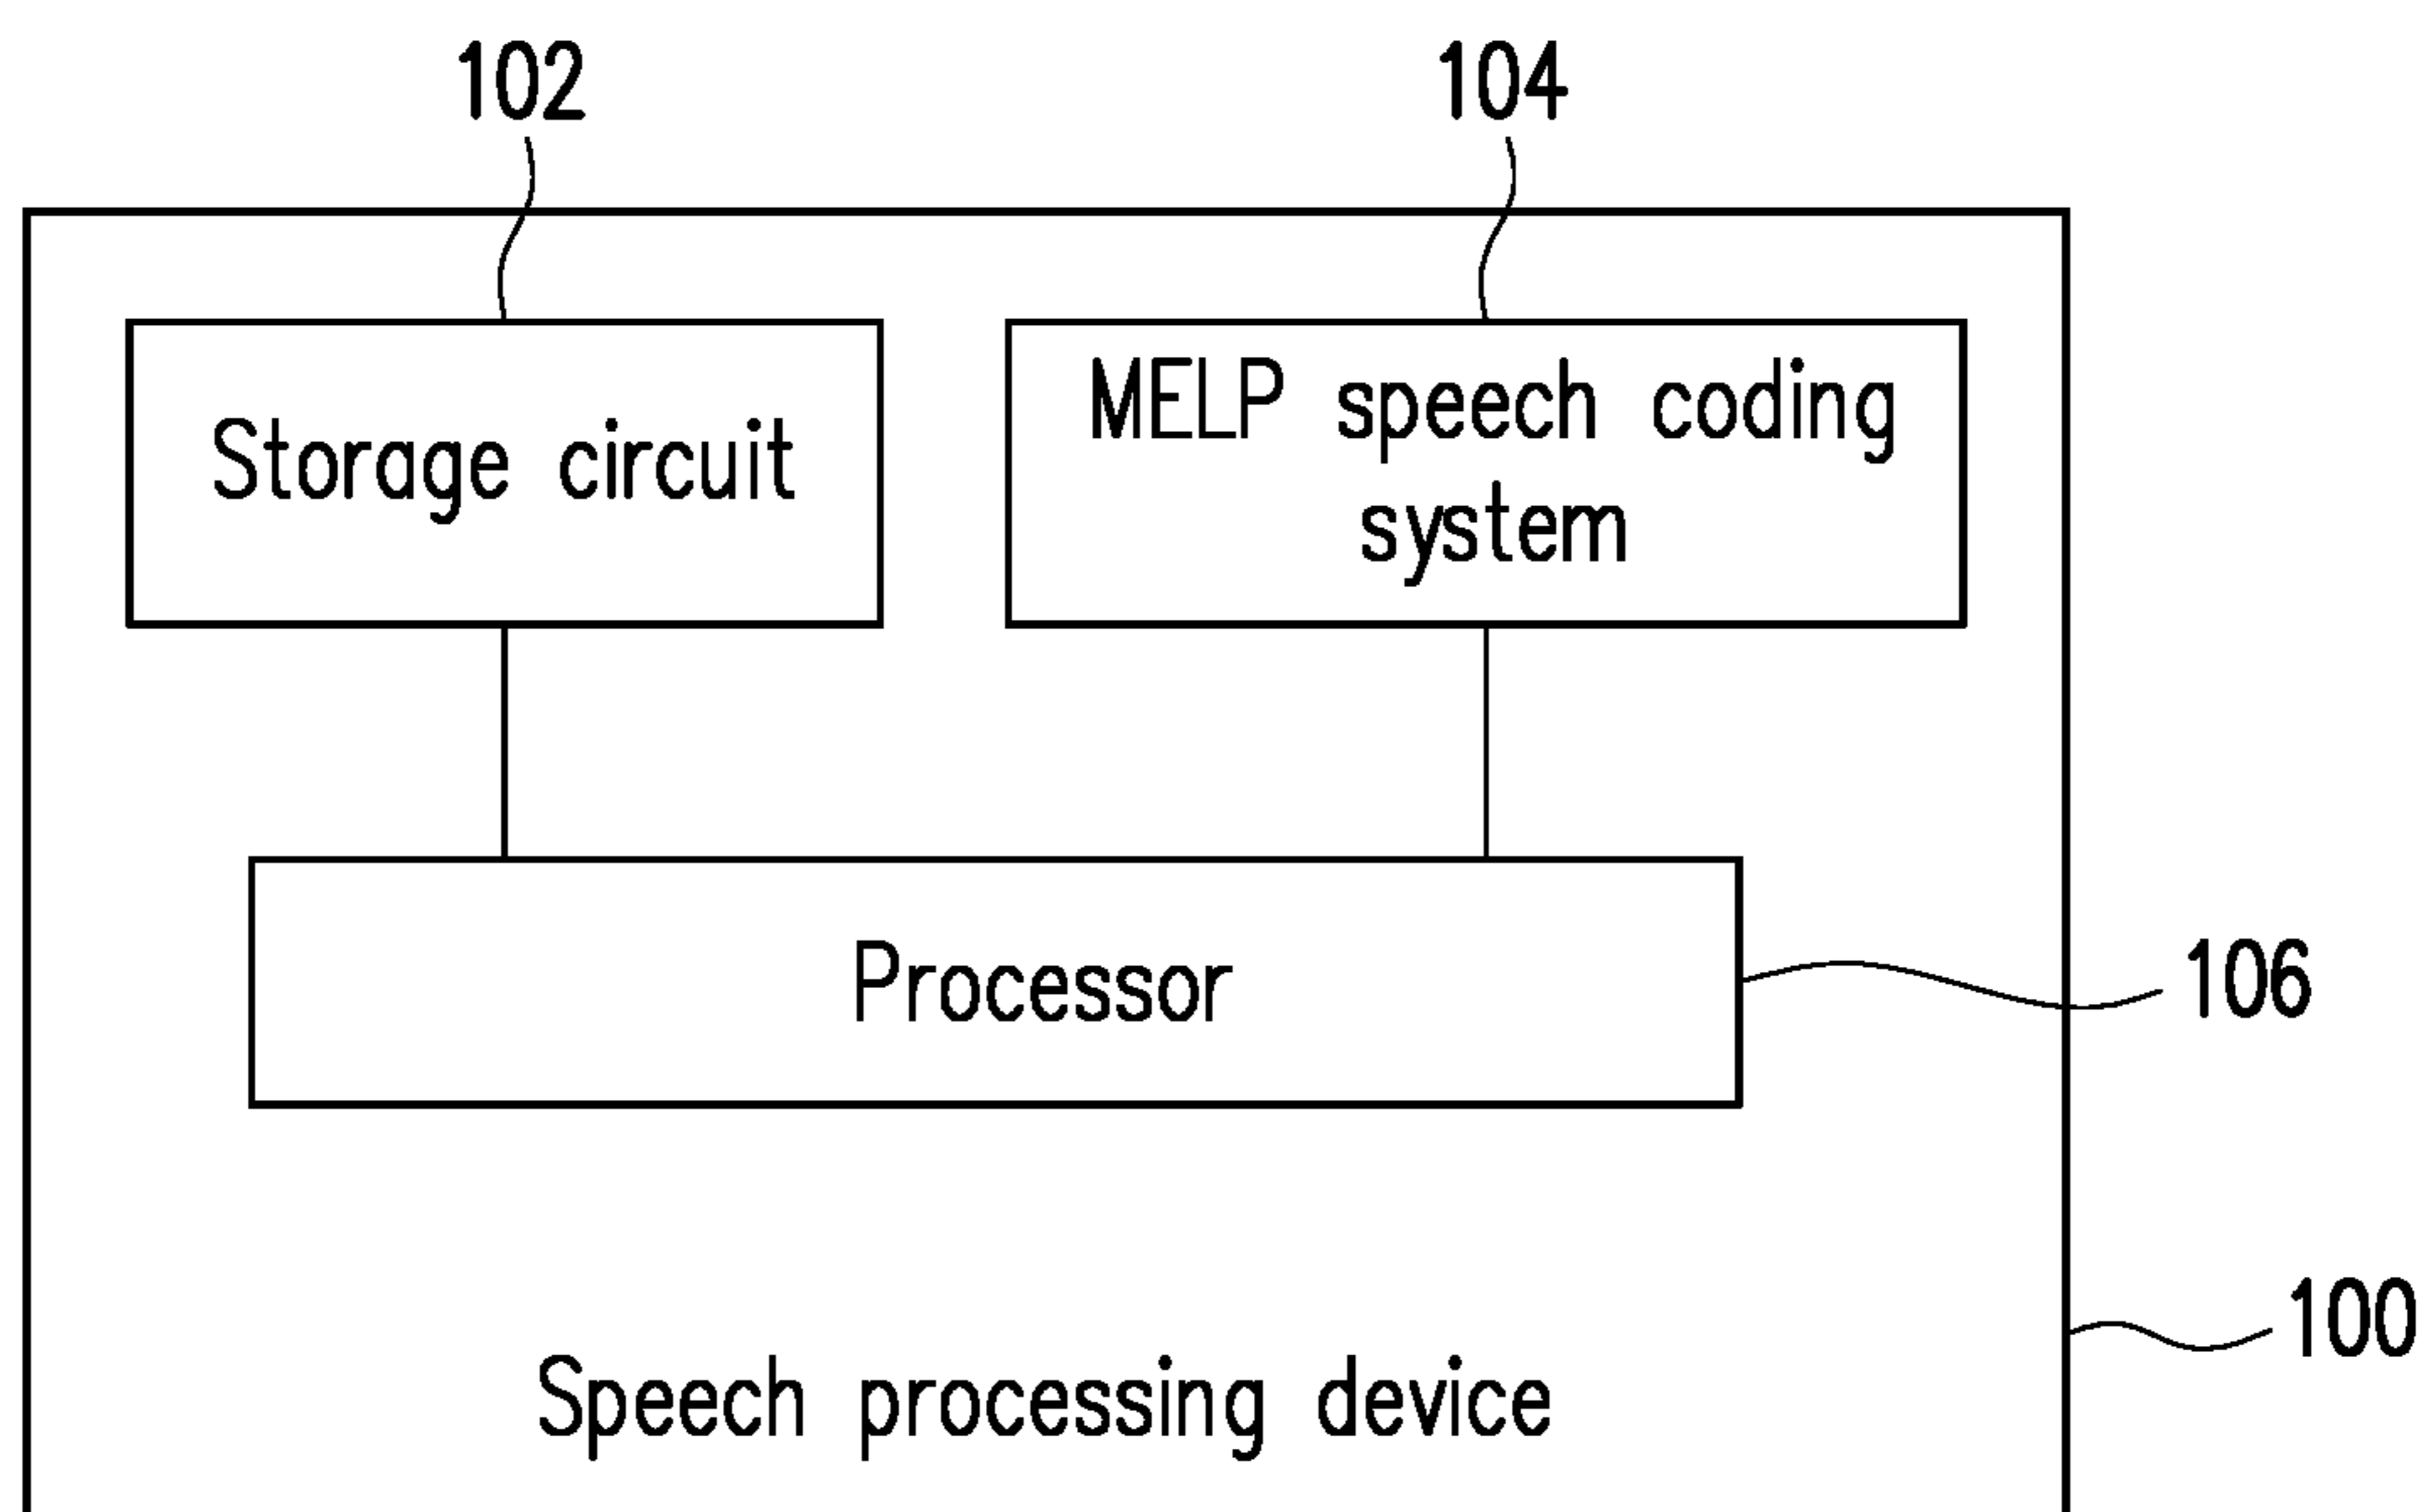 102
104
Storage circuit
MELP speech coding
system
Processor
106
100
Speech processing device